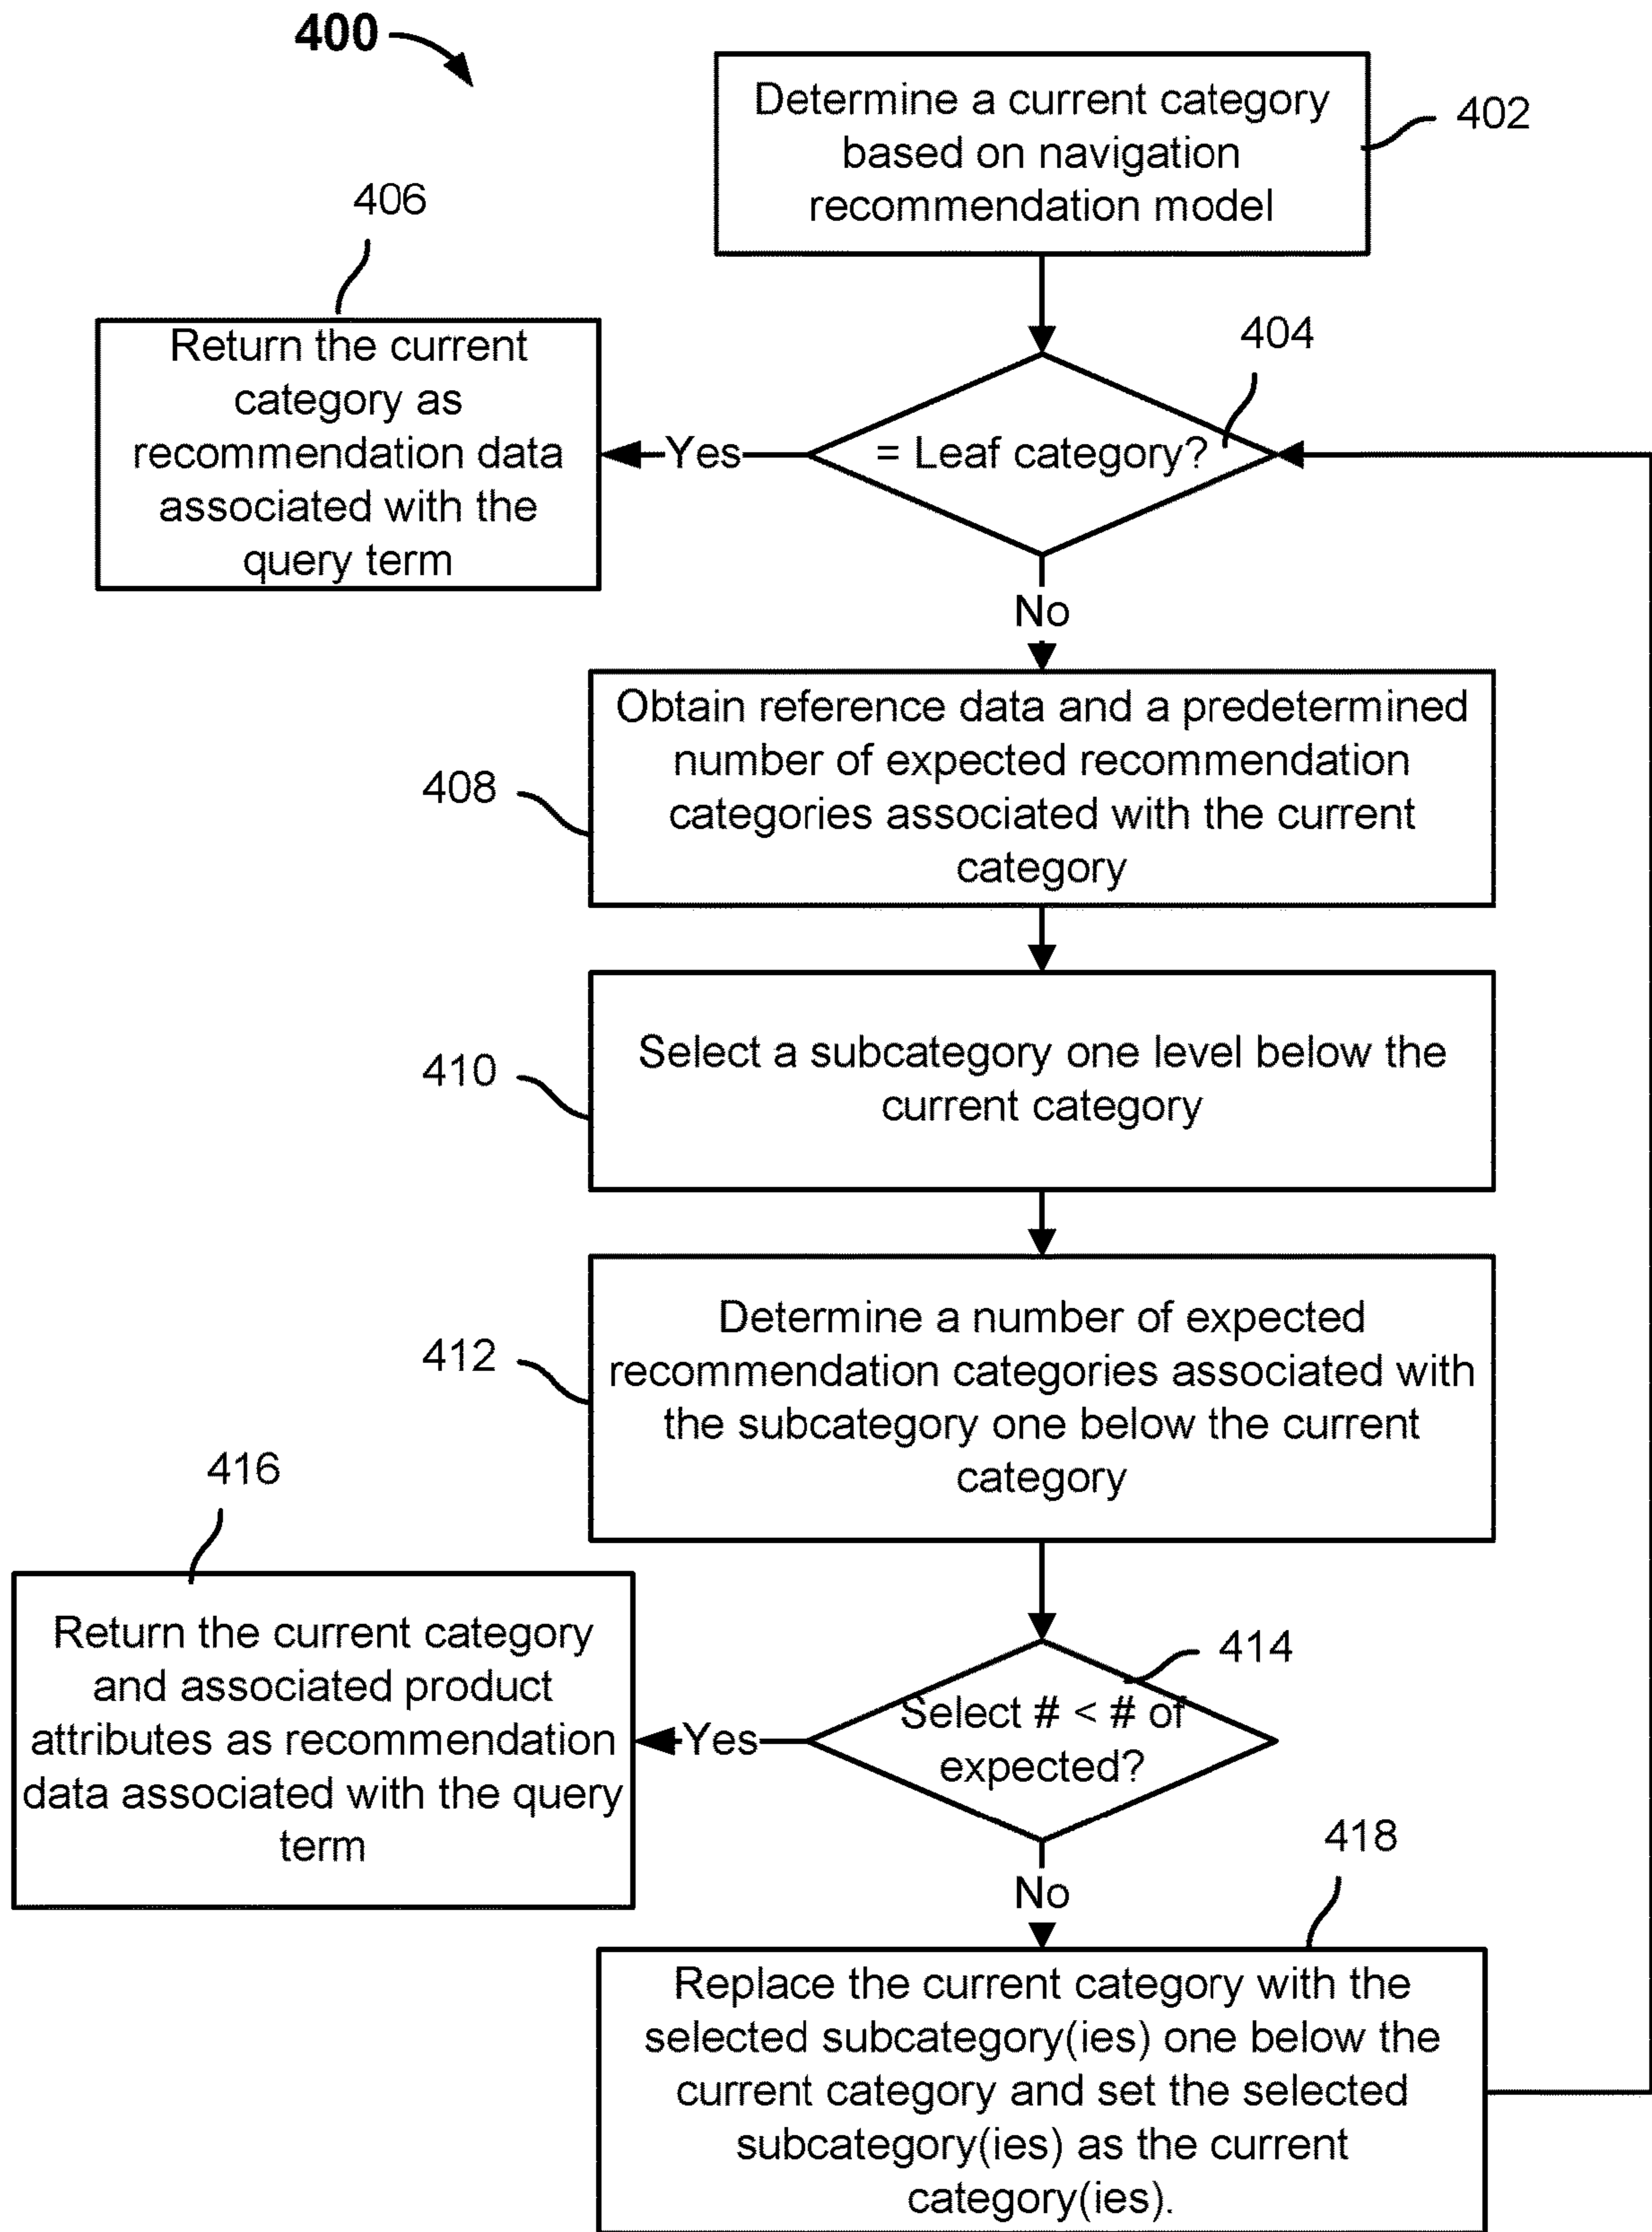 400
Determine a current category
based on navigation
recommendation model
402
406
Return the current
category as
recommendation data
associated with the
query term
Yes
= Leaf category?
404
No
Obtain reference data and a predetermined
number of expected recommendation
categories associated with the current
category
408
Select a subcategory one level below the
current category
410
Determine a number of expected
recommendation categories associated with
the subcategory one below the current
category
412
416
Return the current category
and associated product
attributes as recommendation
data associated with the query
term
Yes
Select # < # of
expected?
414
No
418
Replace the current category with the
selected subcategory(ies) one below the
current category and set the selected
subcategory(ies) as the current
category(ies).